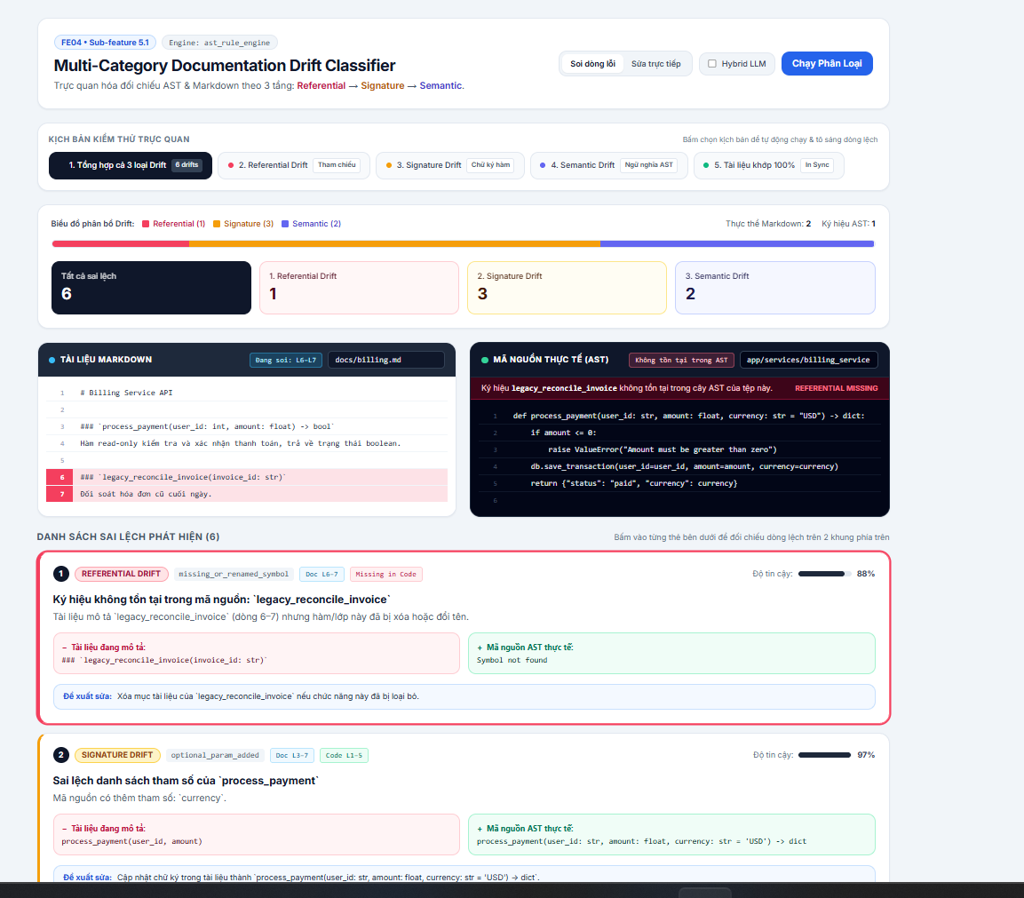 FE04 • Sub-feature 5.1 Engine: ast_rule_engine
Multi-Category Documentation Drift Classifier
Trực quan hóa đối chiếu AST & Markdown theo 3 tầng: Referential → Signature → Semantic.
Soi dòng lỗi Sửa trực tiếp Hybrid LLM Chạy Phân Loại
KỊCH BẢN KIỂM THỬ TRỰC QUAN Bấm chọn kịch bản để tự động chạy & tô sáng dòng lệch
1. Tổng hợp cả 3 loại Drift 6 drifts 2. Referential Drift Tham chiếu 3. Signature Drift Chữ ký hàm 4. Semantic Drift Ngữ nghĩa AST 5. Tài liệu khớp 100% In Sync
Biểu đồ phân bổ Drift: Referential (1) Signature (3) Semantic (2) Thực thể Markdown: 2 Ký hiệu AST: 1
Tất cả sai lệch
6
1. Referential Drift
1
2. Signature Drift
3
3. Semantic Drift
2
TÀI LIỆU MARKDOWN Đang soi: L6-L7 docs/billing.md
1 # Billing Service API
2
3 ### `process_payment(user_id: int, amount: float) -> bool`
4 Hàm read-only kiểm tra và xác nhận thanh toán, trả về trạng thái boolean.
5
6 ### `legacy_reconcile_invoice(invoice_id: str)`
7 Đối soát hóa đơn cũ cuối ngày.
MÃ NGUỒN THỰC TẾ (AST) Không tồn tại trong AST app/services/billing_service
Ký hiệu legacy_reconcile_invoice không tồn tại trong cây AST của tệp này. REFERENTIAL MISSING
1 def process_payment(user_id: str, amount: float, currency: str = "USD") -> dict:
2 if amount <= 0:
3 raise ValueError("Amount must be greater than zero")
4 db.save_transaction(user_id=user_id, amount=amount, currency=currency)
5 return {"status": "paid", "currency": currency}
6
DANH SÁCH SAI LỆCH PHÁT HIỆN (6) Bấm vào từng thẻ bên dưới để đối chiếu dòng lệch trên 2 khung phía trên
1 REFERENTIAL DRIFT missing_or_renamed_symbol Doc L6-7 Missing in Code Độ tin cậy: 88%
Ký hiệu không tồn tại trong mã nguồn: `legacy_reconcile_invoice`
Tài liệu mô tả `legacy_reconcile_invoice` (dòng 6–7) nhưng hàm/lớp này đã bị xóa hoặc đổi tên.
− Tài liệu đang mô tả:
### `legacy_reconcile_invoice(invoice_id: str)`
+ Mã nguồn AST thực tế:
Symbol not found
Đề xuất sửa: Xóa mục tài liệu của `legacy_reconcile_invoice` nếu chức năng này đã bị loại bỏ.
2 SIGNATURE DRIFT optional_param_added Doc L3-7 Code L1-5 Độ tin cậy: 97%
Sai lệch danh sách tham số của `process_payment`
Mã nguồn có thêm tham số: `currency`.
− Tài liệu đang mô tả:
process_payment(user_id, amount)
+ Mã nguồn AST thực tế:
process_payment(user_id: str, amount: float, currency: str = 'USD') -> dict
Đề xuất sửa: Cập nhật chữ ký trong tài liệu thành `process_payment(user_id: str, amount: float, currency: str = 'USD') -> dict`.